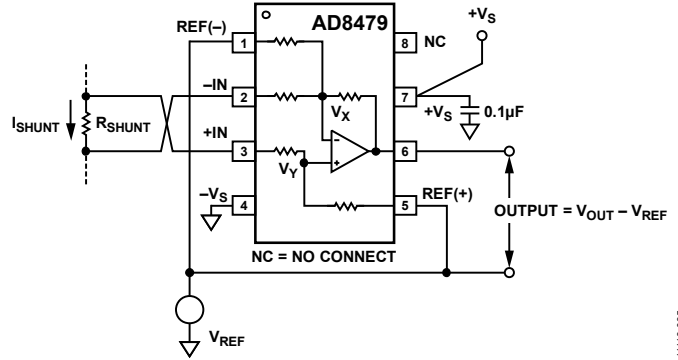 AD8479
REF(–)
1
8
NC
+VS
–IN
2
VX
7
+VS
0.1µF
ISHUNT
RSHUNT
+IN
3
VY
–
+
6
–VS
4
REF(+)
5
OUTPUT = VOUT – VREF
NC = NO CONNECT
VREF